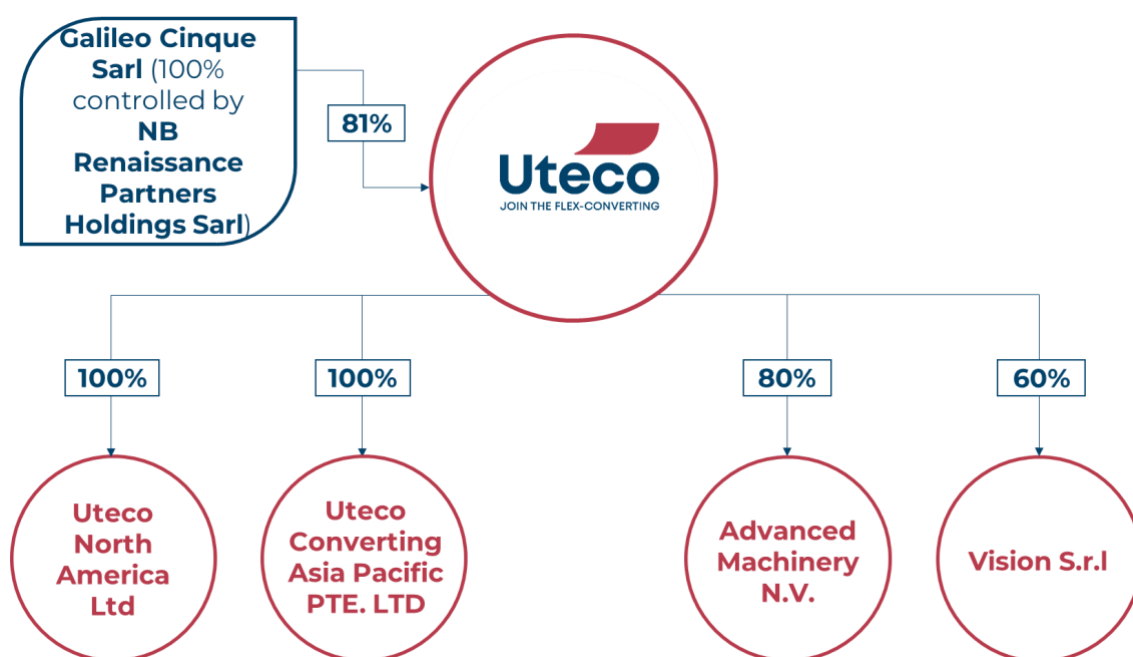 Galileo Cinque
Sarl (100%
controlled by
NB
Renaissance
Partners
Holdings Sarl)
81%
Uteco
JOIN THE FLEX-CONVERTING
100%
100%
80%
60%
Uteco
North
America
Ltd
Uteco
Converting
Asia Pacific
PTE. LTD
Advanced
Machinery
N.V.
Vision S.r.l